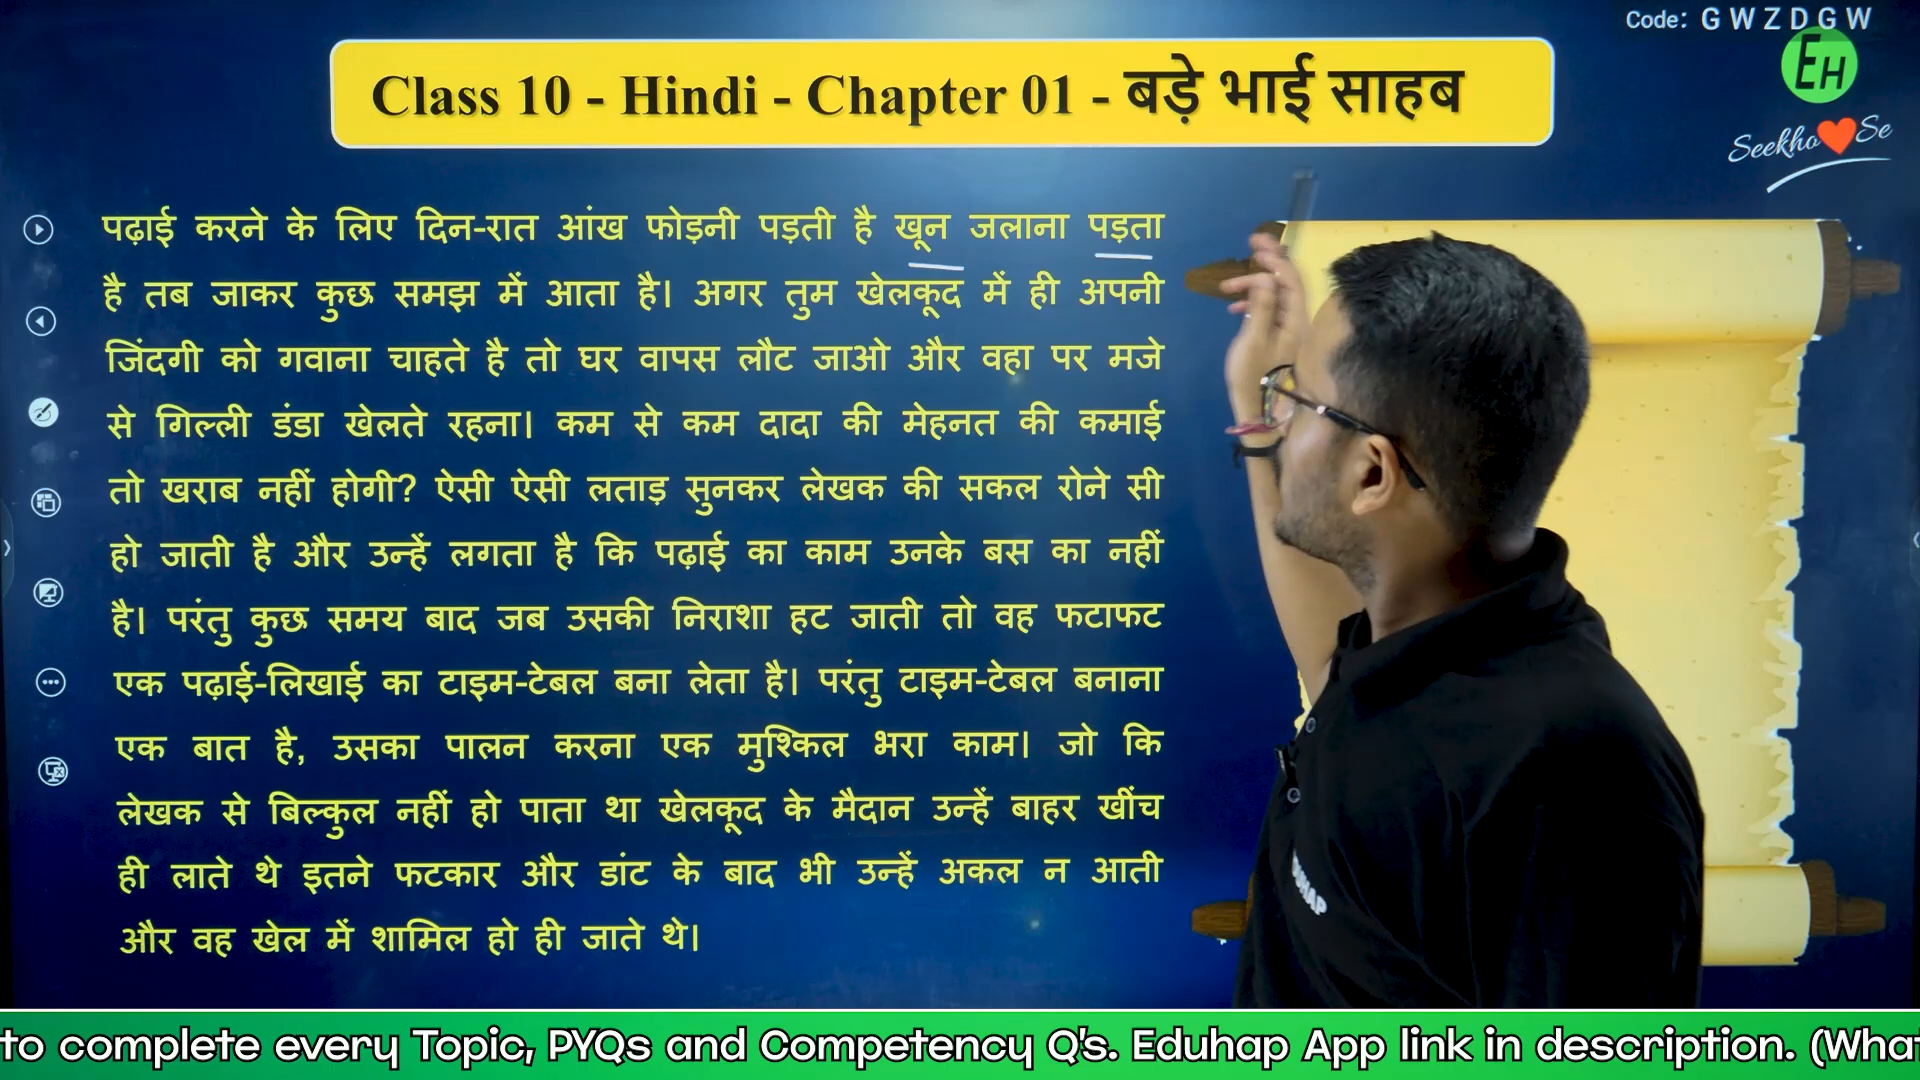 Code: GWZDGW
EH
Class 10 - Hindi - Chapter 01 - बड़े भाई साहब
Seekho ❤ Se
पढ़ाई करने के लिए दिन-रात आंख फोड़नी पड़ती है खून जलाना पड़ता
है तब जाकर कुछ समझ में आता है। अगर तुम खेलकूद में ही अपनी
जिंदगी को गवाना चाहते है तो घर वापस लौट जाओ और वहा पर मजे
से गिल्ली डंडा खेलते रहना। कम से कम दादा की मेहनत की कमाई
तो खराब नहीं होगी? ऐसी ऐसी लताड़ सुनकर लेखक की सकल रोने सी
हो जाती है और उन्हें लगता है कि पढ़ाई का काम उनके बस का नहीं
है। परंतु कुछ समय बाद जब उसकी निराशा हट जाती तो वह फटाफट
एक पढ़ाई-लिखाई का टाइम-टेबल बना लेता है। परंतु टाइम-टेबल बनाना
एक बात है, उसका पालन करना एक मुश्किल भरा काम। जो कि
लेखक से बिल्कुल नहीं हो पाता था खेलकूद के मैदान उन्हें बाहर खींच
ही लाते थे इतने फटकार और डांट के बाद भी उन्हें अकल न आती
और वह खेल में शामिल हो ही जाते थे।
to complete every Topic, PYQs and Competency Q's. Eduhap App link in description. (What